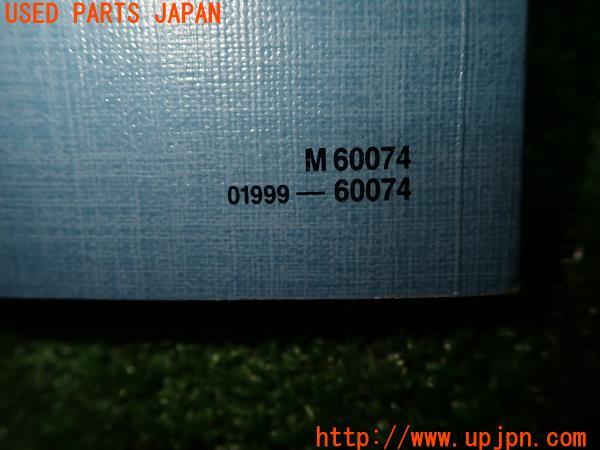 USED PARTS JAPAN
M 60074
01999 — 60074
http://www.upjpn.com